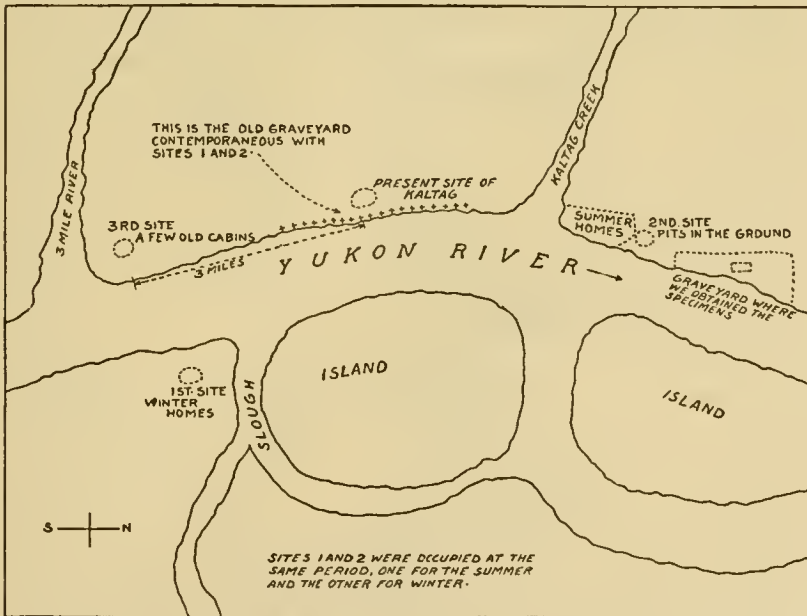 3 MILE RIVER
THIS IS THE OLD GRAVEYARD
CONTEMPORANEOUS WITH
SITES 1 AND 2.
PRESENT SITE OF
KALTAG
KALTAG CREEK
3RD SITE
A FEW OLD CABINS
3 MILES
YUKON RIVER
SUMMER
HOMES
2ND. SITE
PITS IN THE GROUND
GRAVEYARD WHERE
WE OBTAINED THE
SPECIMENS
1ST. SITE
WINTER
HOMES
SLOUGH
ISLAND
ISLAND
S N
SITES 1 AND 2 WERE OCCUPIED AT THE
SAME PERIOD, ONE FOR THE SUMMER
AND THE OTHER FOR WINTER.